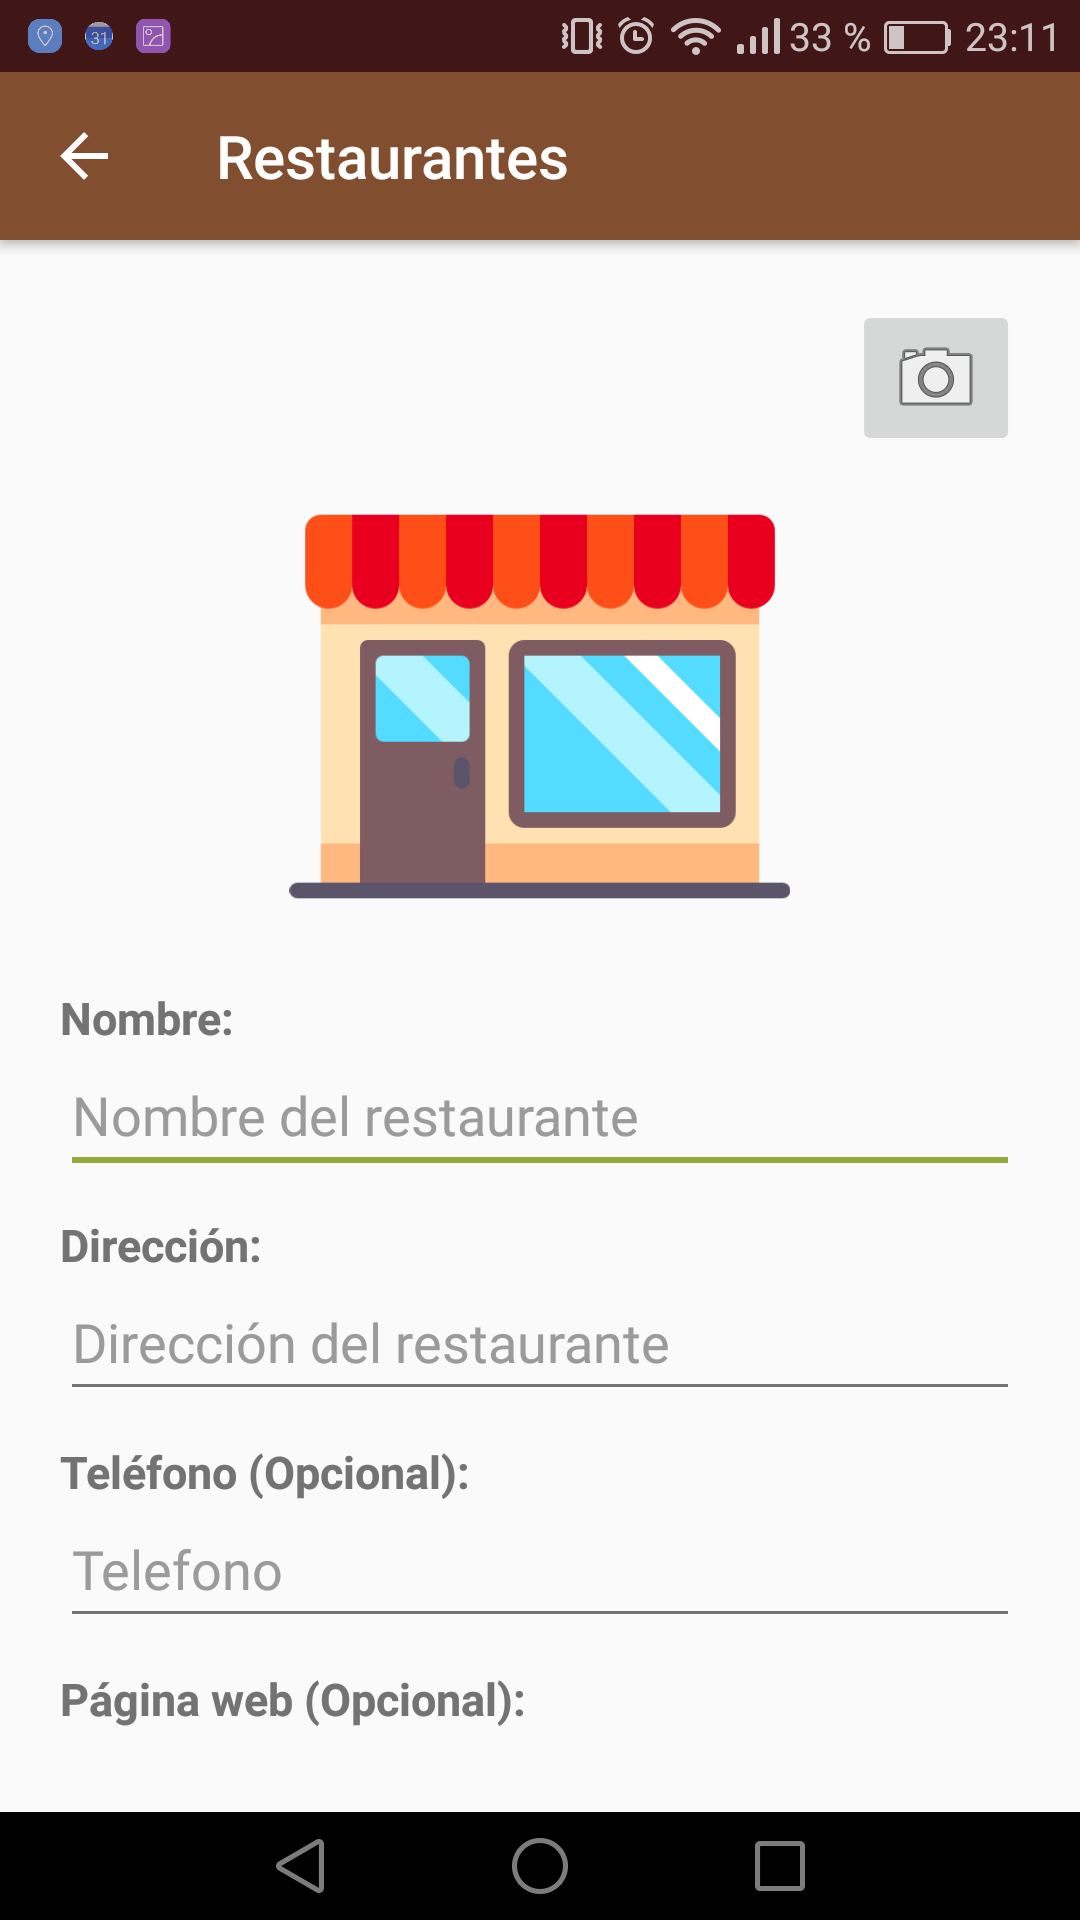 31 33 % 23:11
Restaurantes
Nombre:
Nombre del restaurante
Dirección:
Dirección del restaurante
Teléfono (Opcional):
Telefono
Página web (Opcional):